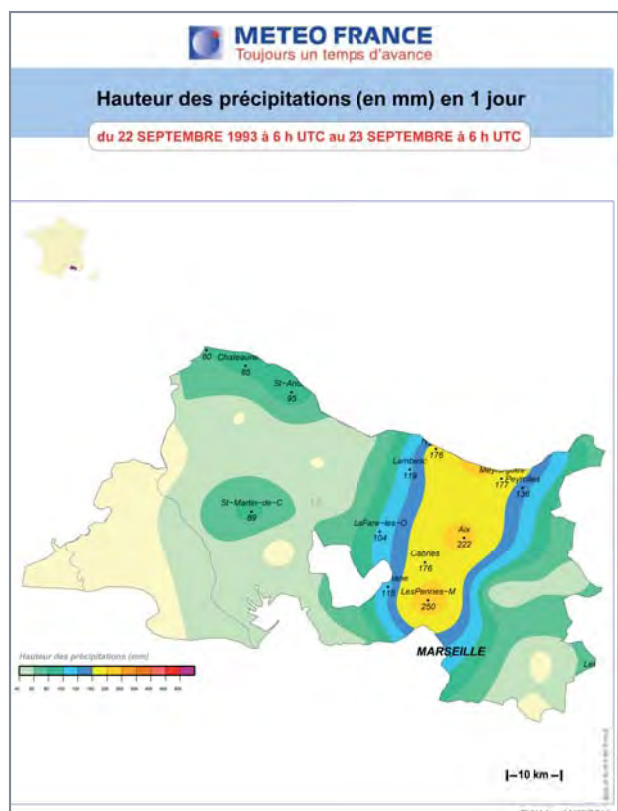 METEO FRANCE
Toujours un temps d'avance
Hauteur des précipitations (en mm) en 1 jour
du 22 SEPTEMBRE 1993 à 6 h UTC au 23 SEPTEMBRE à 6 h UTC
80
Chateaure
85
St-And
95
176
Lambesc
119
Meyrargues
177
Peyrolles
136
St-Martin-de-C
89
LaFare-les-O
104
Aix
222
Cabries
176
118
LesPennes-M
250
MARSEILLE
Hauteur des précipitations (mm)
10 km